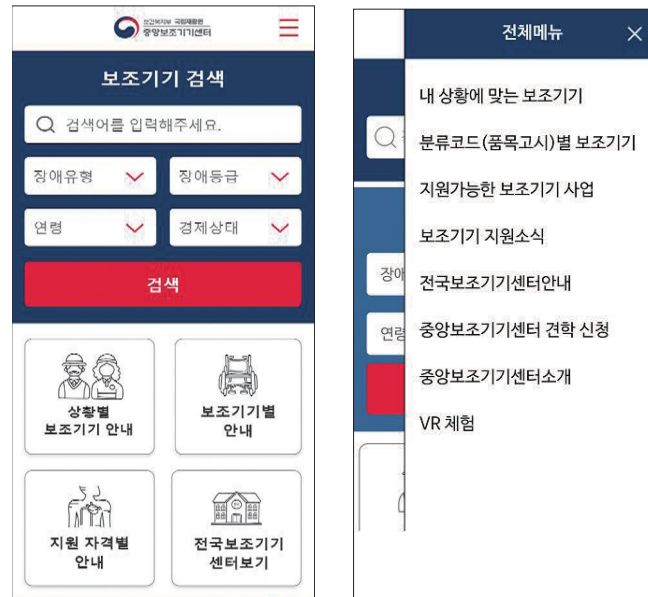 보건복지부 국립재활원
중앙보조기기센터
보조기기 검색
검색어를 입력해주세요.
장애유형
장애등급
연령
경제상태
검색
상황별
보조기기 안내
보조기기별
안내
지원 자격별
안내
전국보조기기
센터보기
전체메뉴
내 상황에 맞는 보조기기
분류코드(품목고시)별 보조기기
지원가능한 보조기기 사업
보조기기 지원소식
전국보조기기센터안내
중앙보조기기센터 견학 신청
중앙보조기기센터소개
VR 체험
장애
연령